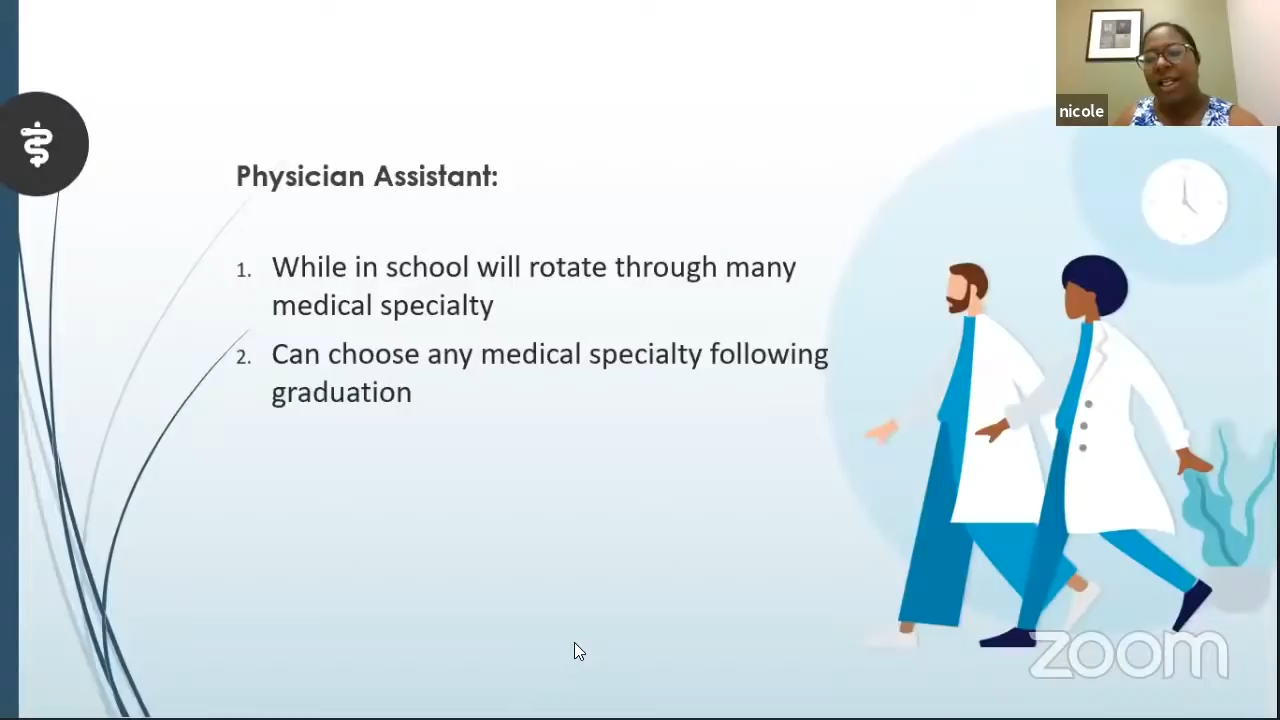 nicole
Physician Assistant:
1. While in school will rotate through many
medical specialty
2. Can choose any medical specialty following
graduation
zoom